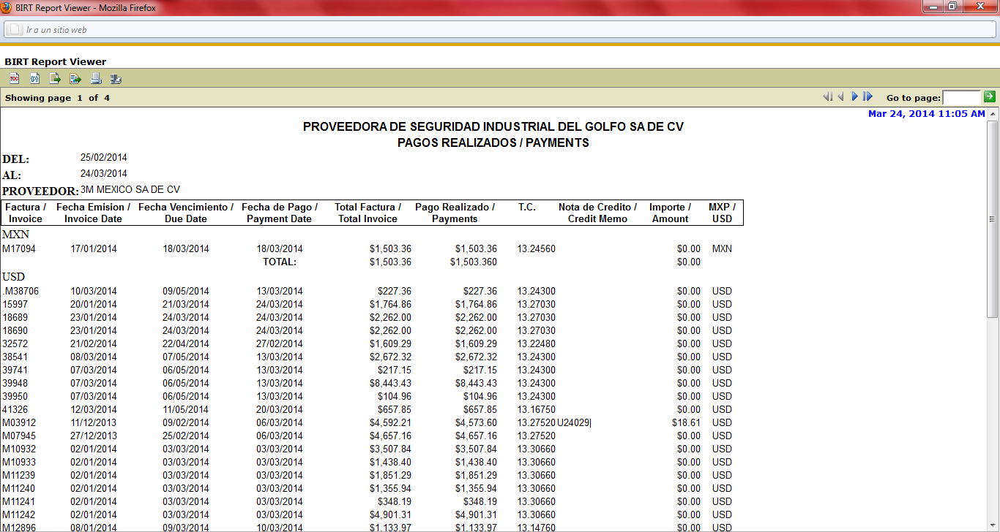 BIRT Report Viewer - Mozilla Firefox
Ir a un sitio web
BIRT Report Viewer
TOC
Showing page 1 of 4 Go to page:
Mar 24, 2014 11:05 AM
PROVEEDORA DE SEGURIDAD INDUSTRIAL DEL GOLFO SA DE CV
PAGOS REALIZADOS / PAYMENTS
DEL: 25/02/2014
AL: 24/03/2014
PROVEEDOR: 3M MEXICO SA DE CV
Factura / Fecha Emision / Fecha Vencimiento / Fecha de Pago / Total Factura / Pago Realizado / T.C. Nota de Credito / Importe / MXP /
Invoice Invoice Date Due Date Payment Date Total Invoice Payments Credit Memo Amount USD
MXN
M17094 17/01/2014 18/03/2014 18/03/2014 $1,503.36 $1,503.36 13.24560 $0.00 MXN
TOTAL: $1,503.36 $1,503.360 $0.00
USD
.M38706 10/03/2014 09/05/2014 13/03/2014 $227.36 $227.36 13.24300 $0.00 USD
15997 20/01/2014 21/03/2014 24/03/2014 $1,764.86 $1,764.86 13.27030 $0.00 USD
18689 23/01/2014 24/03/2014 24/03/2014 $2,262.00 $2,262.00 13.27030 $0.00 USD
18690 23/01/2014 24/03/2014 24/03/2014 $2,262.00 $2,262.00 13.27030 $0.00 USD
32572 21/02/2014 22/04/2014 27/02/2014 $1,609.29 $1,609.29 13.22480 $0.00 USD
38541 08/03/2014 07/05/2014 13/03/2014 $2,672.32 $2,672.32 13.24300 $0.00 USD
39741 07/03/2014 06/05/2014 13/03/2014 $217.15 $217.15 13.24300 $0.00 USD
39948 07/03/2014 06/05/2014 13/03/2014 $8,443.43 $8,443.43 13.24300 $0.00 USD
39950 07/03/2014 06/05/2014 13/03/2014 $104.96 $104.96 13.24300 $0.00 USD
41326 12/03/2014 11/05/2014 20/03/2014 $657.85 $657.85 13.16750 $0.00 USD
M03912 11/12/2013 09/02/2014 06/03/2014 $4,592.21 $4,573.60 13.27520 U24029| $18.61 USD
M07945 27/12/2013 25/02/2014 06/03/2014 $4,657.16 $4,657.16 13.27520 $0.00 USD
M10932 02/01/2014 03/03/2014 03/03/2014 $3,507.84 $3,507.84 13.30660 $0.00 USD
M10933 02/01/2014 03/03/2014 03/03/2014 $1,438.40 $1,438.40 13.30660 $0.00 USD
M11239 02/01/2014 03/03/2014 03/03/2014 $1,851.29 $1,851.29 13.30660 $0.00 USD
M11240 02/01/2014 03/03/2014 03/03/2014 $1,355.94 $1,355.94 13.30660 $0.00 USD
M11241 02/01/2014 03/03/2014 03/03/2014 $348.19 $348.19 13.30660 $0.00 USD
M11242 02/01/2014 03/03/2014 03/03/2014 $4,901.31 $4,901.31 13.30660 $0.00 USD
M12896 08/01/2014 09/03/2014 10/03/2014 $1,133.97 $1,133.97 13.14760 $0.00 USD